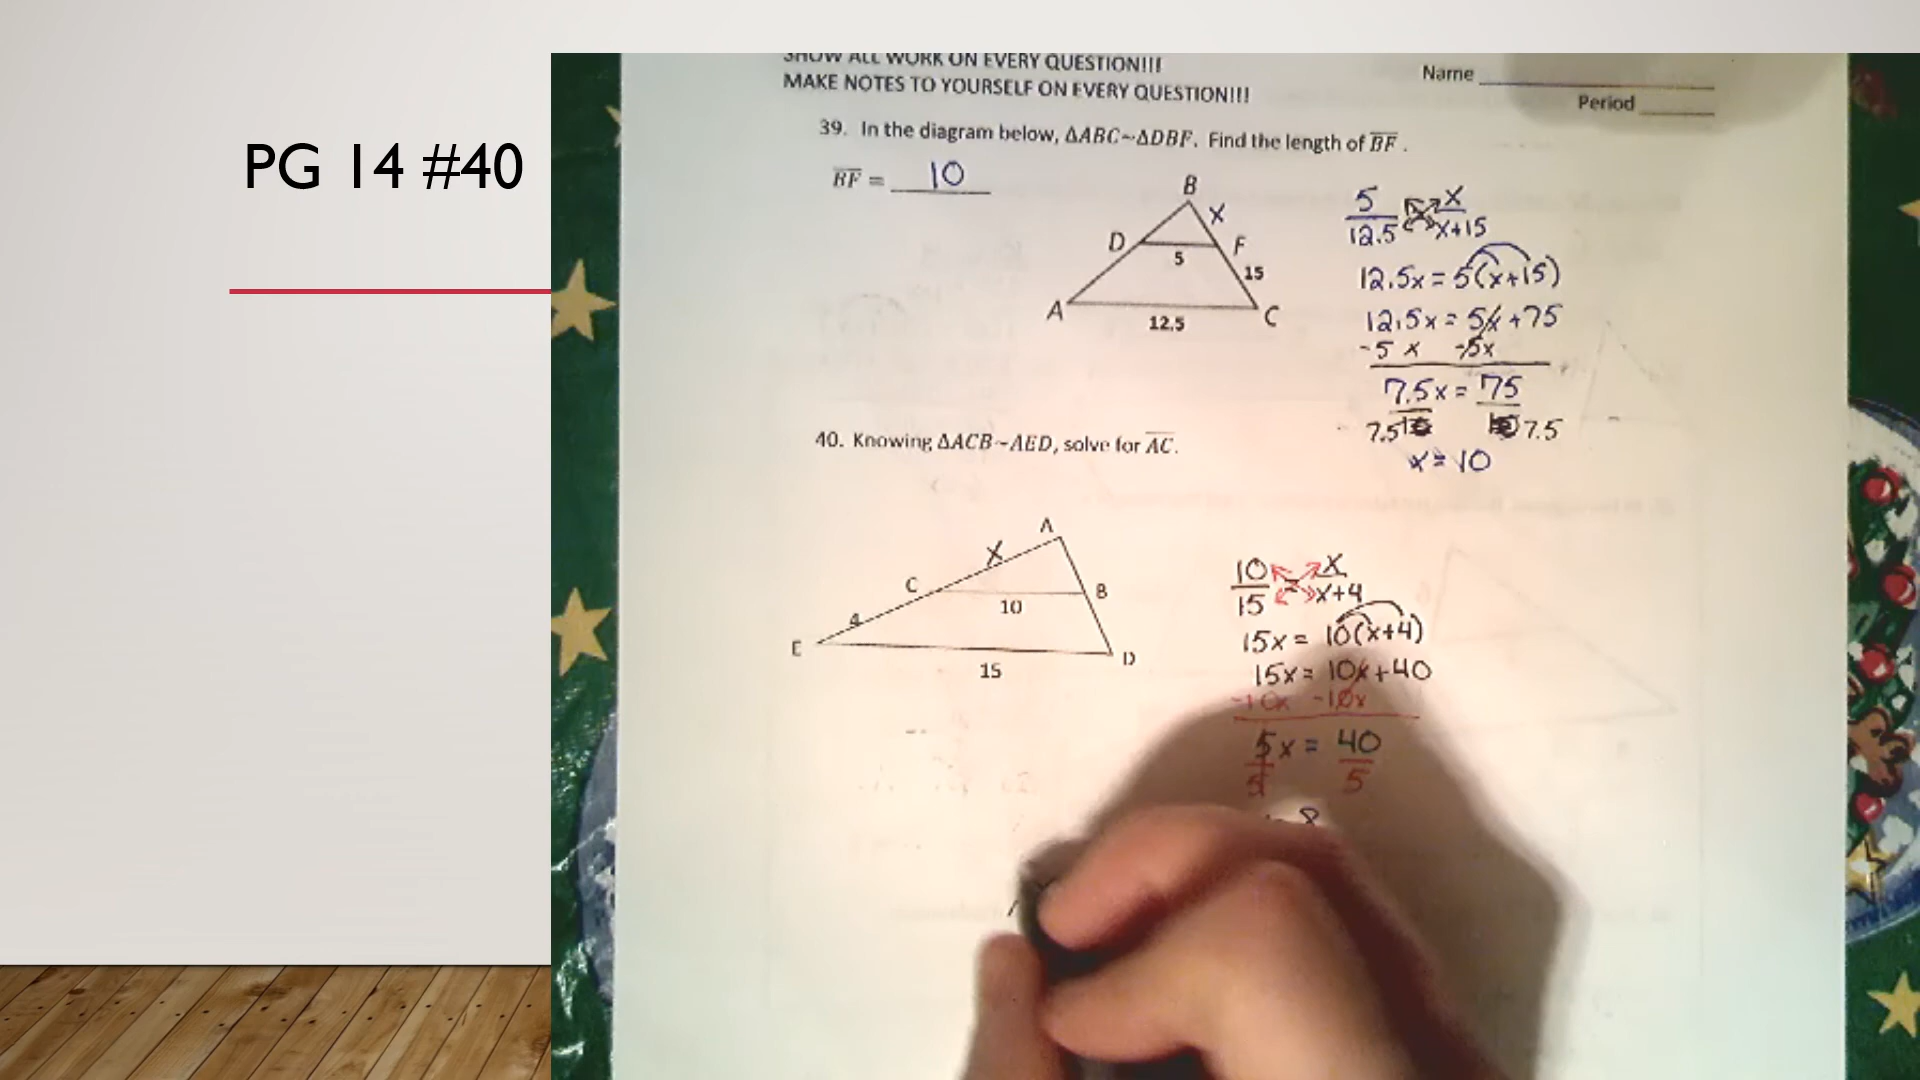 PG 14 #40
SHOW ALL WORK ON EVERY QUESTION!!!
MAKE NOTES TO YOURSELF ON EVERY QUESTION!!!
Name
Period
39. In the diagram below, ΔABC~ΔDBF. Find the length of BF.
BF = 10
B
X
D
F
5
15
A
C
12.5
5 X
12.5 X+15
12.5x = 5(x+15)
12.5x = 5x +75
-5x -5x
7.5x = 75
7.5 7.5
x = 10
40. Knowing ΔACB~AED, solve for AC.
A
X
C
B
10
4
E
D
15
10 X
15 X+4
15x = 10(x+4)
15x = 10x+40
-10x -10x
5x = 40
5 5
8